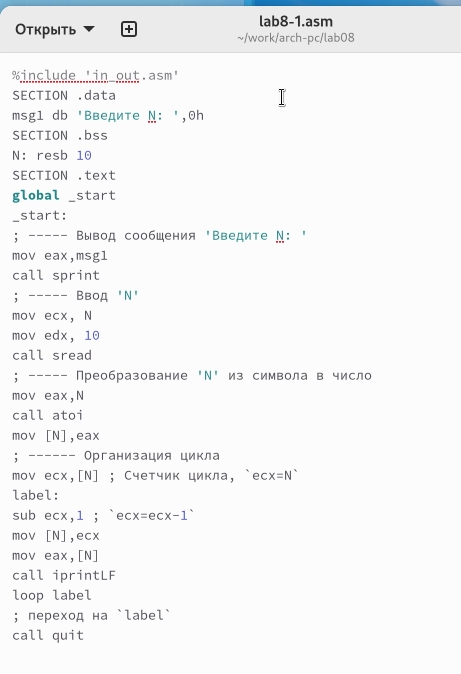 Открыть
lab8-1.asm
~/work/arch-pc/lab08
%include 'in_out.asm'
SECTION .data
msg1 db 'Введите N: ',0h
SECTION .bss
N: resb 10
SECTION .text
global _start
_start:
; ----- Вывод сообщения 'Введите N: '
mov eax,msg1
call sprint
; ----- Ввод 'N'
mov ecx, N
mov edx, 10
call sread
; ----- Преобразование 'N' из символа в число
mov eax,N
call atoi
mov [N],eax
; ------ Организация цикла
mov ecx,[N] ; Счетчик цикла, `ecx=N`
label:
sub ecx,1 ; `ecx=ecx-1`
mov [N],ecx
mov eax,[N]
call iprintLF
loop label
; переход на `label`
call quit